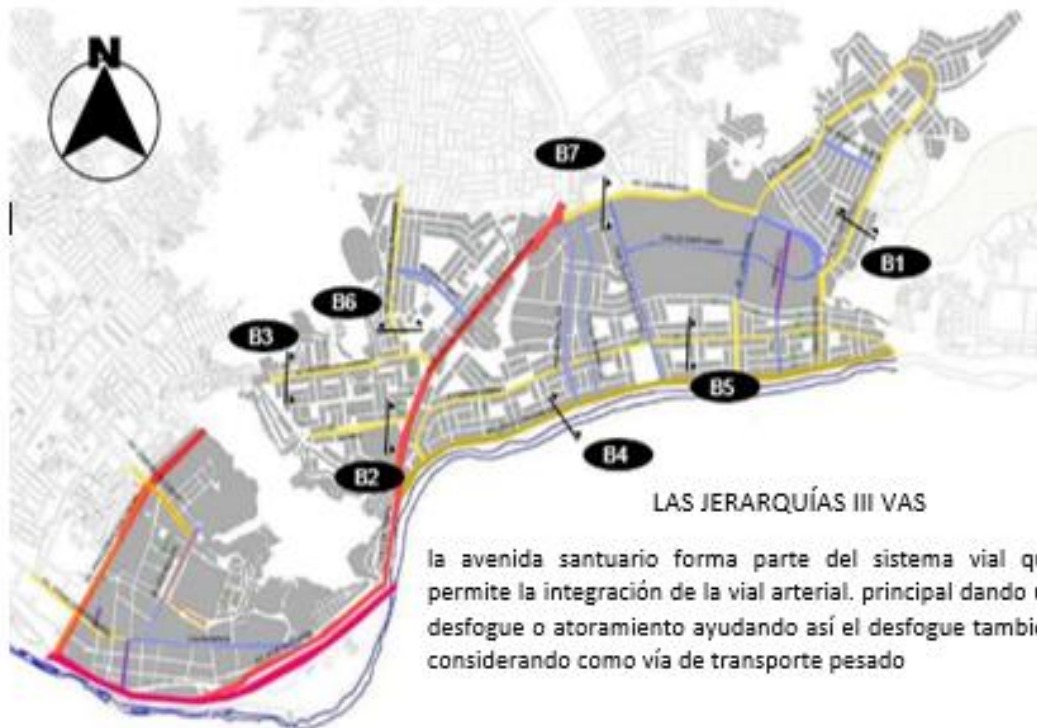 N
B7
B1
B6
B3
B5
B4
B2
LAS JERARQUÍAS III VAS
la avenida santuario forma parte del sistema vial qu
permite la integración de la vial arterial. principal dando u
desfogue o atoramiento ayudando así el desfogue tambié
considerando como vía de transporte pesado